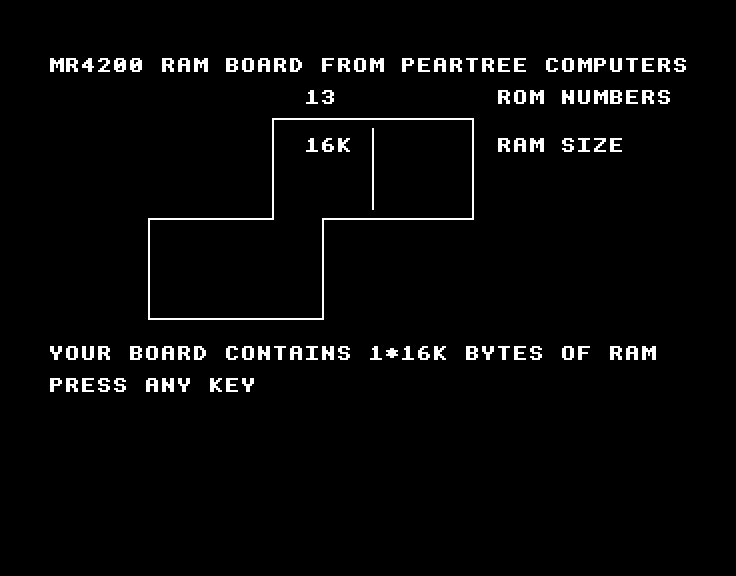 MR4200 RAM BOARD FROM PEARTREE COMPUTERS
13 ROM NUMBERS
16K RAM SIZE
YOUR BOARD CONTAINS 1*16K BYTES OF RAM
PRESS ANY KEY